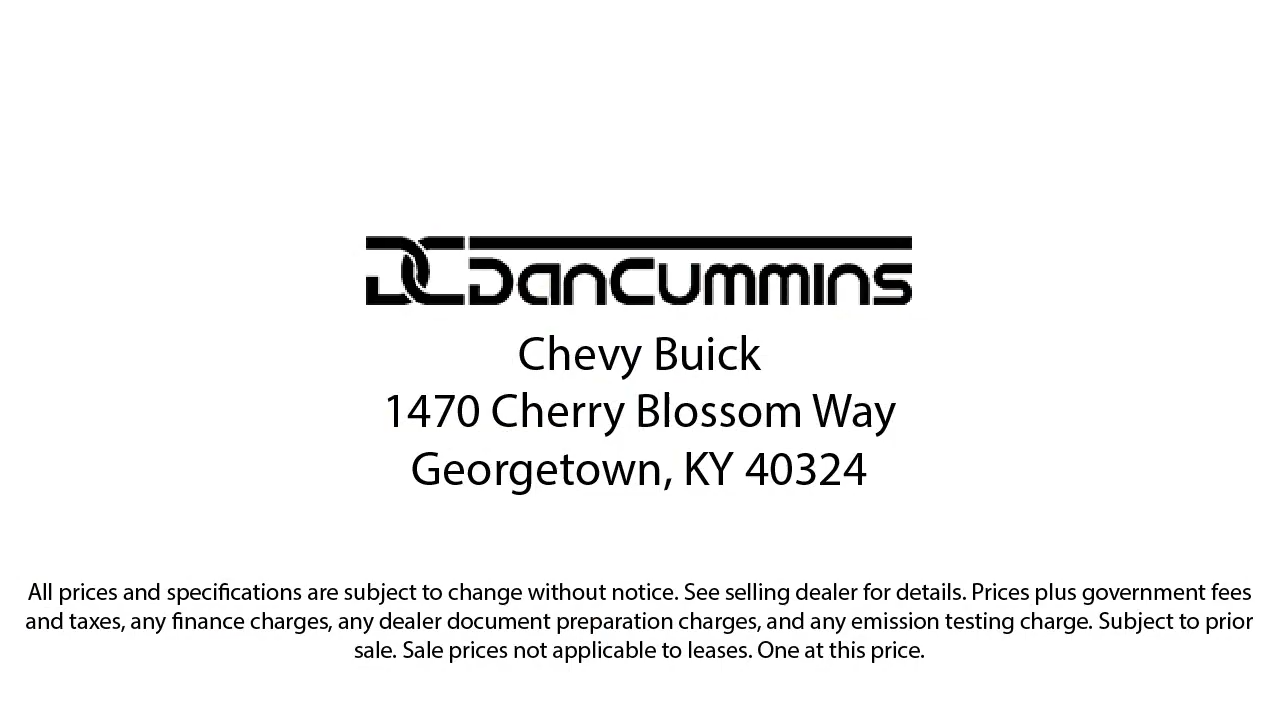 DC DanCummins
Chevy Buick
1470 Cherry Blossom Way
Georgetown, KY 40324
All prices and specifications are subject to change without notice. See selling dealer for details. Prices plus government fees
and taxes, any finance charges, any dealer document preparation charges, and any emission testing charge. Subject to prior
sale. Sale prices not applicable to leases. One at this price.